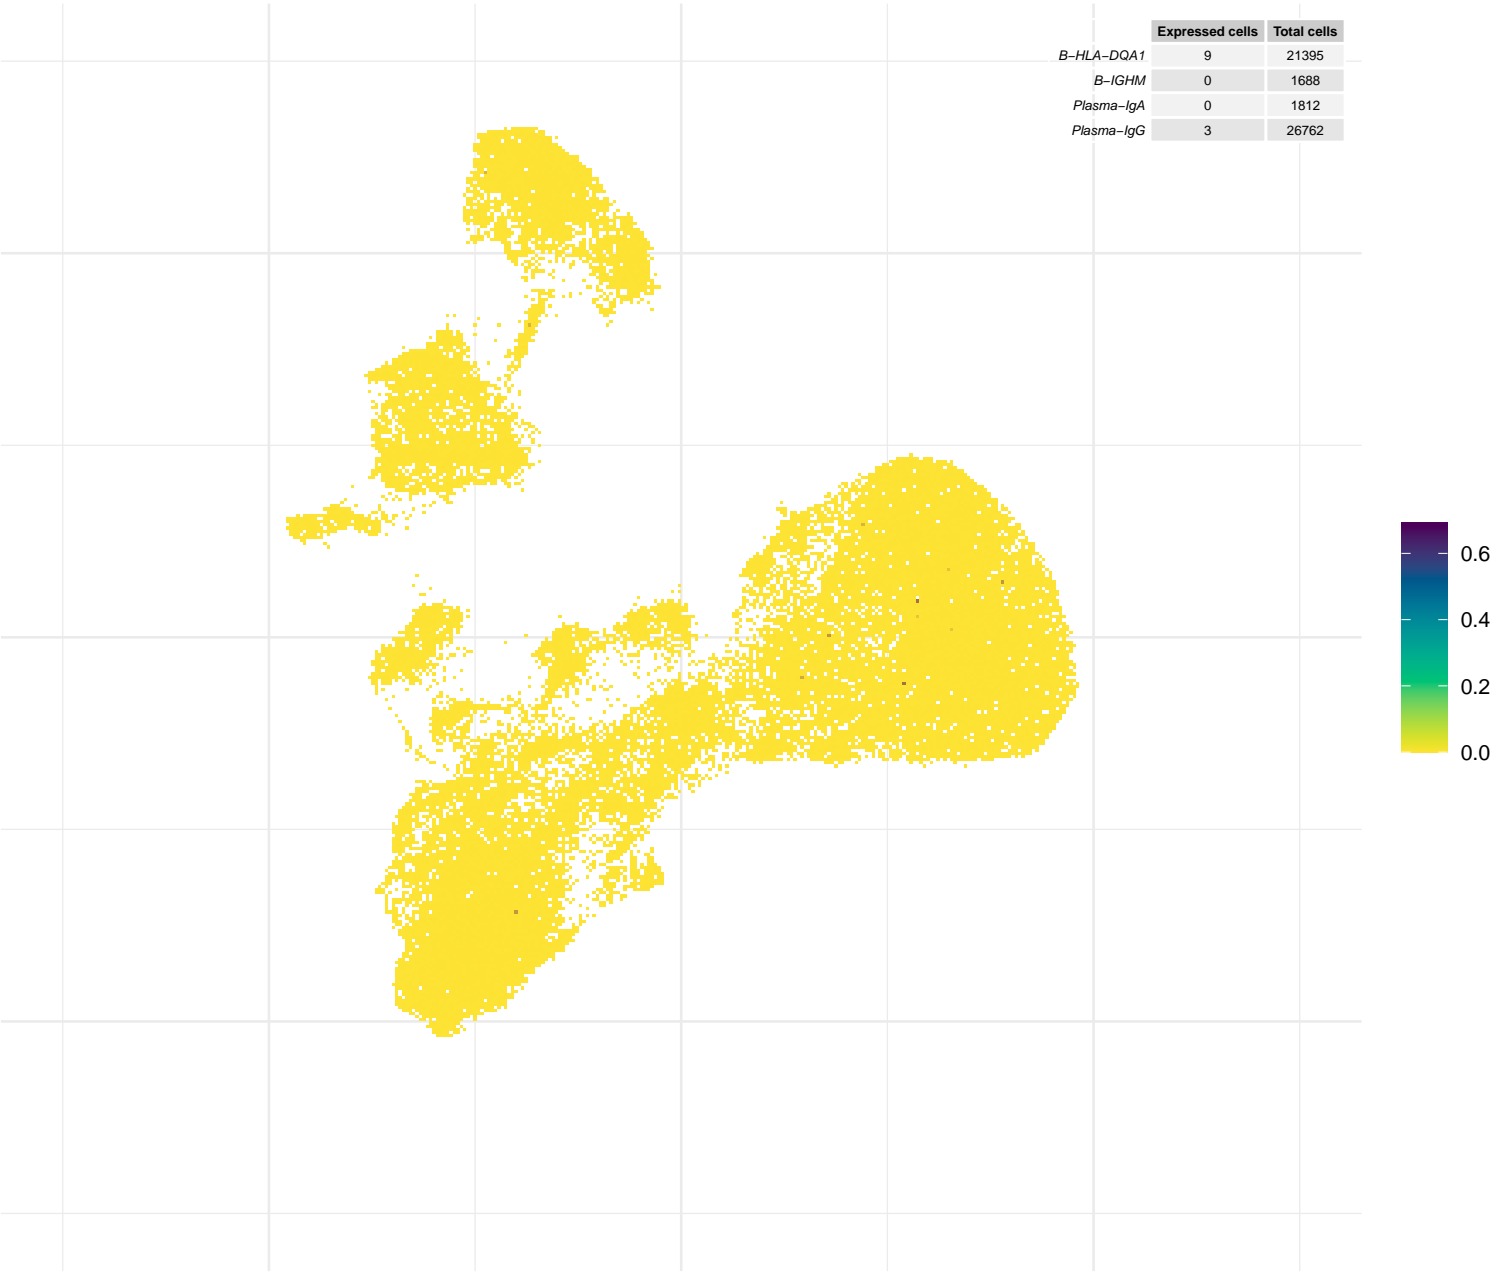 Expressed cells Total cells
B−HLA−DQA1 9 21395
B−IGHM 0 1688
Plasma−IgA 0 1812
Plasma−IgG 3 26762
0.6
0.4
0.2
0.0